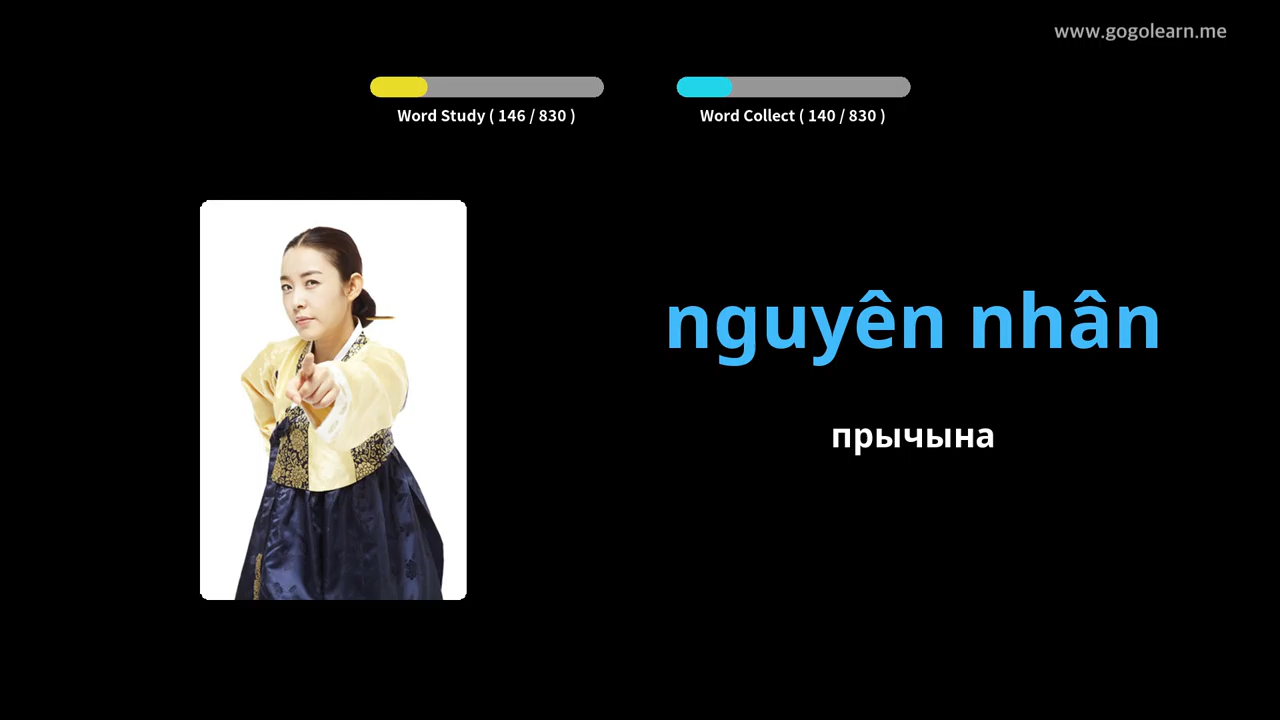 www.gogolearn.me
Word Study ( 146 / 830 )
Word Collect ( 140 / 830 )
nguyên nhân
прычына